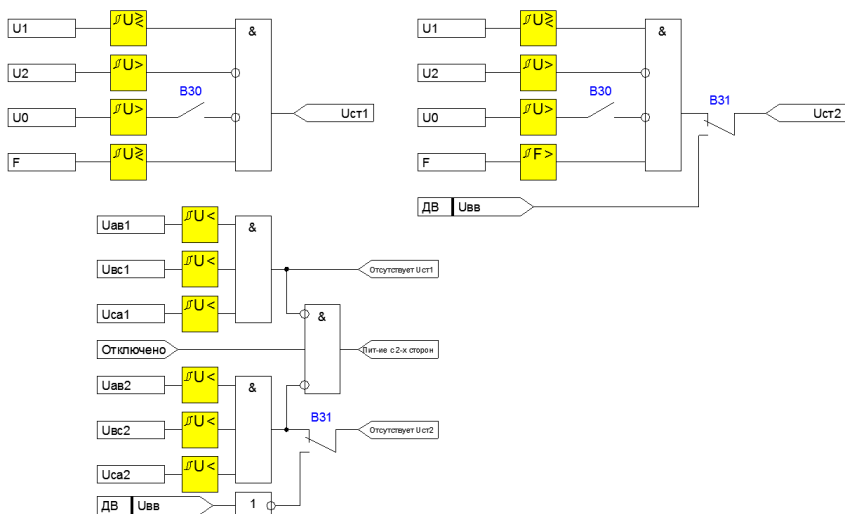 U1
U≷
&
U2
U>
B30
U0
U>
Uст1
F
U≷
U1
U≷
&
U2
U>
B30
B31
U0
U>
Uст2
F
F>
ДВ Uвв
Uав1
U<
&
Uвс1
U<
Отсутствует Uст1
Uса1
U<
&
Отключено
Пит-ие с 2-х сторон
Uав2
U<
&
B31
Uвс2
U<
Отсутствует Uст2
Uса2
U<
ДВ Uвв
1